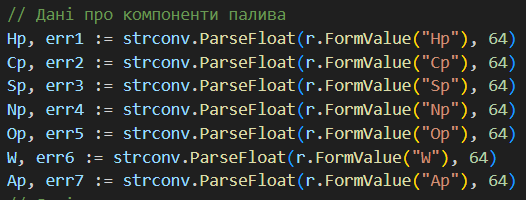 // Дані про компоненти палива
Hp, err1 := strconv.ParseFloat(r.FormValue("Hp"), 64)
Cp, err2 := strconv.ParseFloat(r.FormValue("Cp"), 64)
Sp, err3 := strconv.ParseFloat(r.FormValue("Sp"), 64)
Np, err4 := strconv.ParseFloat(r.FormValue("Np"), 64)
Op, err5 := strconv.ParseFloat(r.FormValue("Op"), 64)
W, err6 := strconv.ParseFloat(r.FormValue("W"), 64)
Ap, err7 := strconv.ParseFloat(r.FormValue("Ap"), 64)